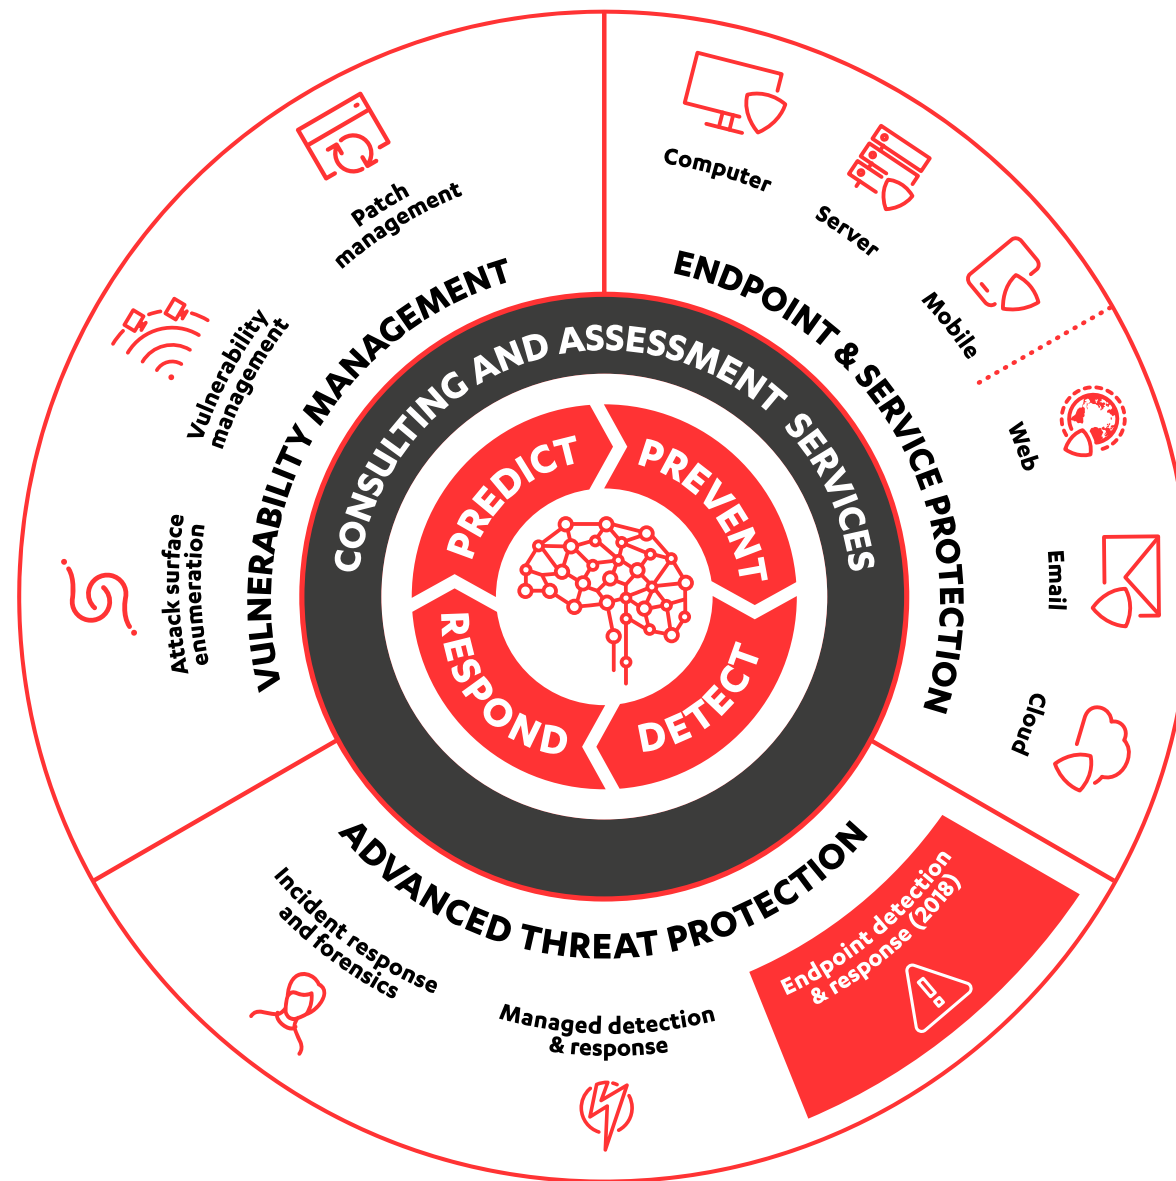 Patch
management
Vulnerability
management
Attack surface
enumeration
VULNERABILITY MANAGEMENT
Computer
Server
Mobile
Web
Email
Cloud
ENDPOINT & SERVICE PROTECTION
CONSULTING AND ASSESSMENT SERVICES
PREDICT
PREVENT
DETECT
RESPOND
ADVANCED THREAT PROTECTION
Incident response
and forensics
Managed detection
& response
Endpoint detection
& response (2018)